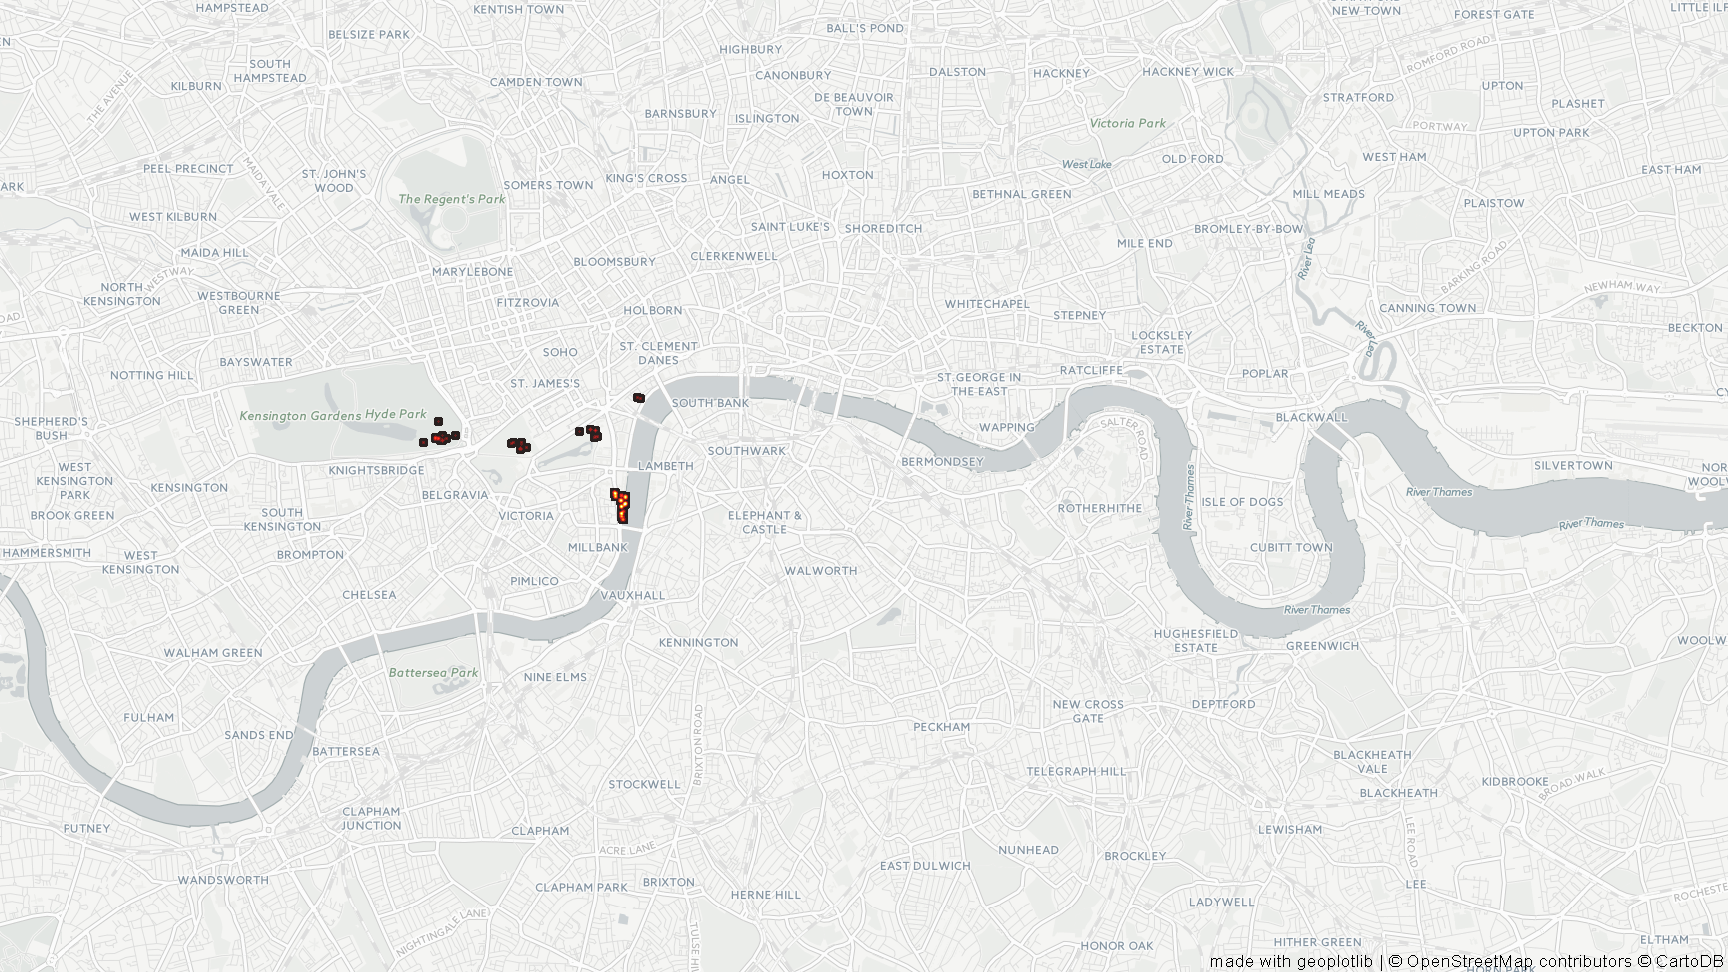 KENTISH TOWN
NEW TOWN
LITTLE ILF
BELSIZE PARK
BALL'S POND
FOREST GATE
HIGHBURY
SOUTH
HAMPSTEAD
CANONBURY
DALSTON
HACKNEY
HACKNEY WICK
ROMFORD ROAD
THE AVENUE
KILBURN
CAMDEN TOWN
DE BEAUVOIR
TOWN
STRATFORD
UPTON
PLASHET
BARNSBURY
ISLINGTON
Victoria Park
PORTWAY
UPTON PARK
PEEL PRECINCT
MAIDA VALE
ST. JOHN'S
WOOD
SOMERS TOWN
KING'S CROSS
ANGEL
HOXTON
West Lake
OLD FORD
WEST HAM
EAST HAM
ARK
The Regent's Park
BETHNAL GREEN
MILL MEADS
PLAISTOW
WEST KILBURN
SAINT LUKE'S
SHOREDITCH
BROMLEY-BY-BOW
MAIDA HILL
WESTWAY
MARYLEBONE
BLOOMSBURY
CLERKENWELL
MILE END
River Lea
BARKING ROAD
NORTH
KENSINGTON
WESTBOURNE
GREEN
FITZROVIA
HOLBORN
WHITECHAPEL
STEPNEY
CANNING TOWN
NEWHAM WAY
BECKTON
ROAD
SOHO
ST. CLEMENT
DANES
LOCKSLEY
ESTATE
River Lea
BAYSWATER
NOTTING HILL
ST. JAMES'S
ST.GEORGE IN
THE-EAST
RATCLIFFE
POPLAR
SHEPHERD'S
BUSH
Kensington Gardens
Hyde Park
SOUTH BANK
WAPPING
SALTER ROAD
BLACKWALL
KNIGHTSBRIDGE
LAMBETH
SOUTHWARK
BERMONDSEY
SILVERTOWN
WEST
KENSINGTON
PARK
KENSINGTON
BELGRAVIA
River Thames
ISLE OF DOGS
River Thames
BROOK GREEN
SOUTH
KENSINGTON
VICTORIA
ELEPHANT &
CASTLE
ROTHERHITHE
River Thames
HAMMERSMITH
WEST
KENSINGTON
BROMPTON
MILLBANK
WALWORTH
CUBITT TOWN
PIMLICO
CHELSEA
VAUXHALL
River Thames
WALHAM GREEN
KENNINGTON
HUGHESFIELD
ESTATE
GREENWICH
Battersea Park
NINE ELMS
FULHAM
SANDS END
BATTERSEA
BRIXTON ROAD
PECKHAM
NEW CROSS
GATE
DEPTFORD
STOCKWELL
TELEGRAPH HILL
BLACKHEATH
VALE
BLACKHEATH
KIDBROOKE
BROAD WALK
CLAPHAM
JUNCTION
CLAPHAM
ACRE LANE
LEWISHAM
LEE ROAD
NUNHEAD
BROCKLEY
EAST DULWICH
WANDSWORTH
CLAPHAM PARK
BRIXTON
HERNE HILL
LEE
LADYWELL
NIGHTINGALE LANE
HONOR OAK
HITHER GREEN
ELTHAM
made with geoplotlib | © OpenStreetMap contributors © CartoDB